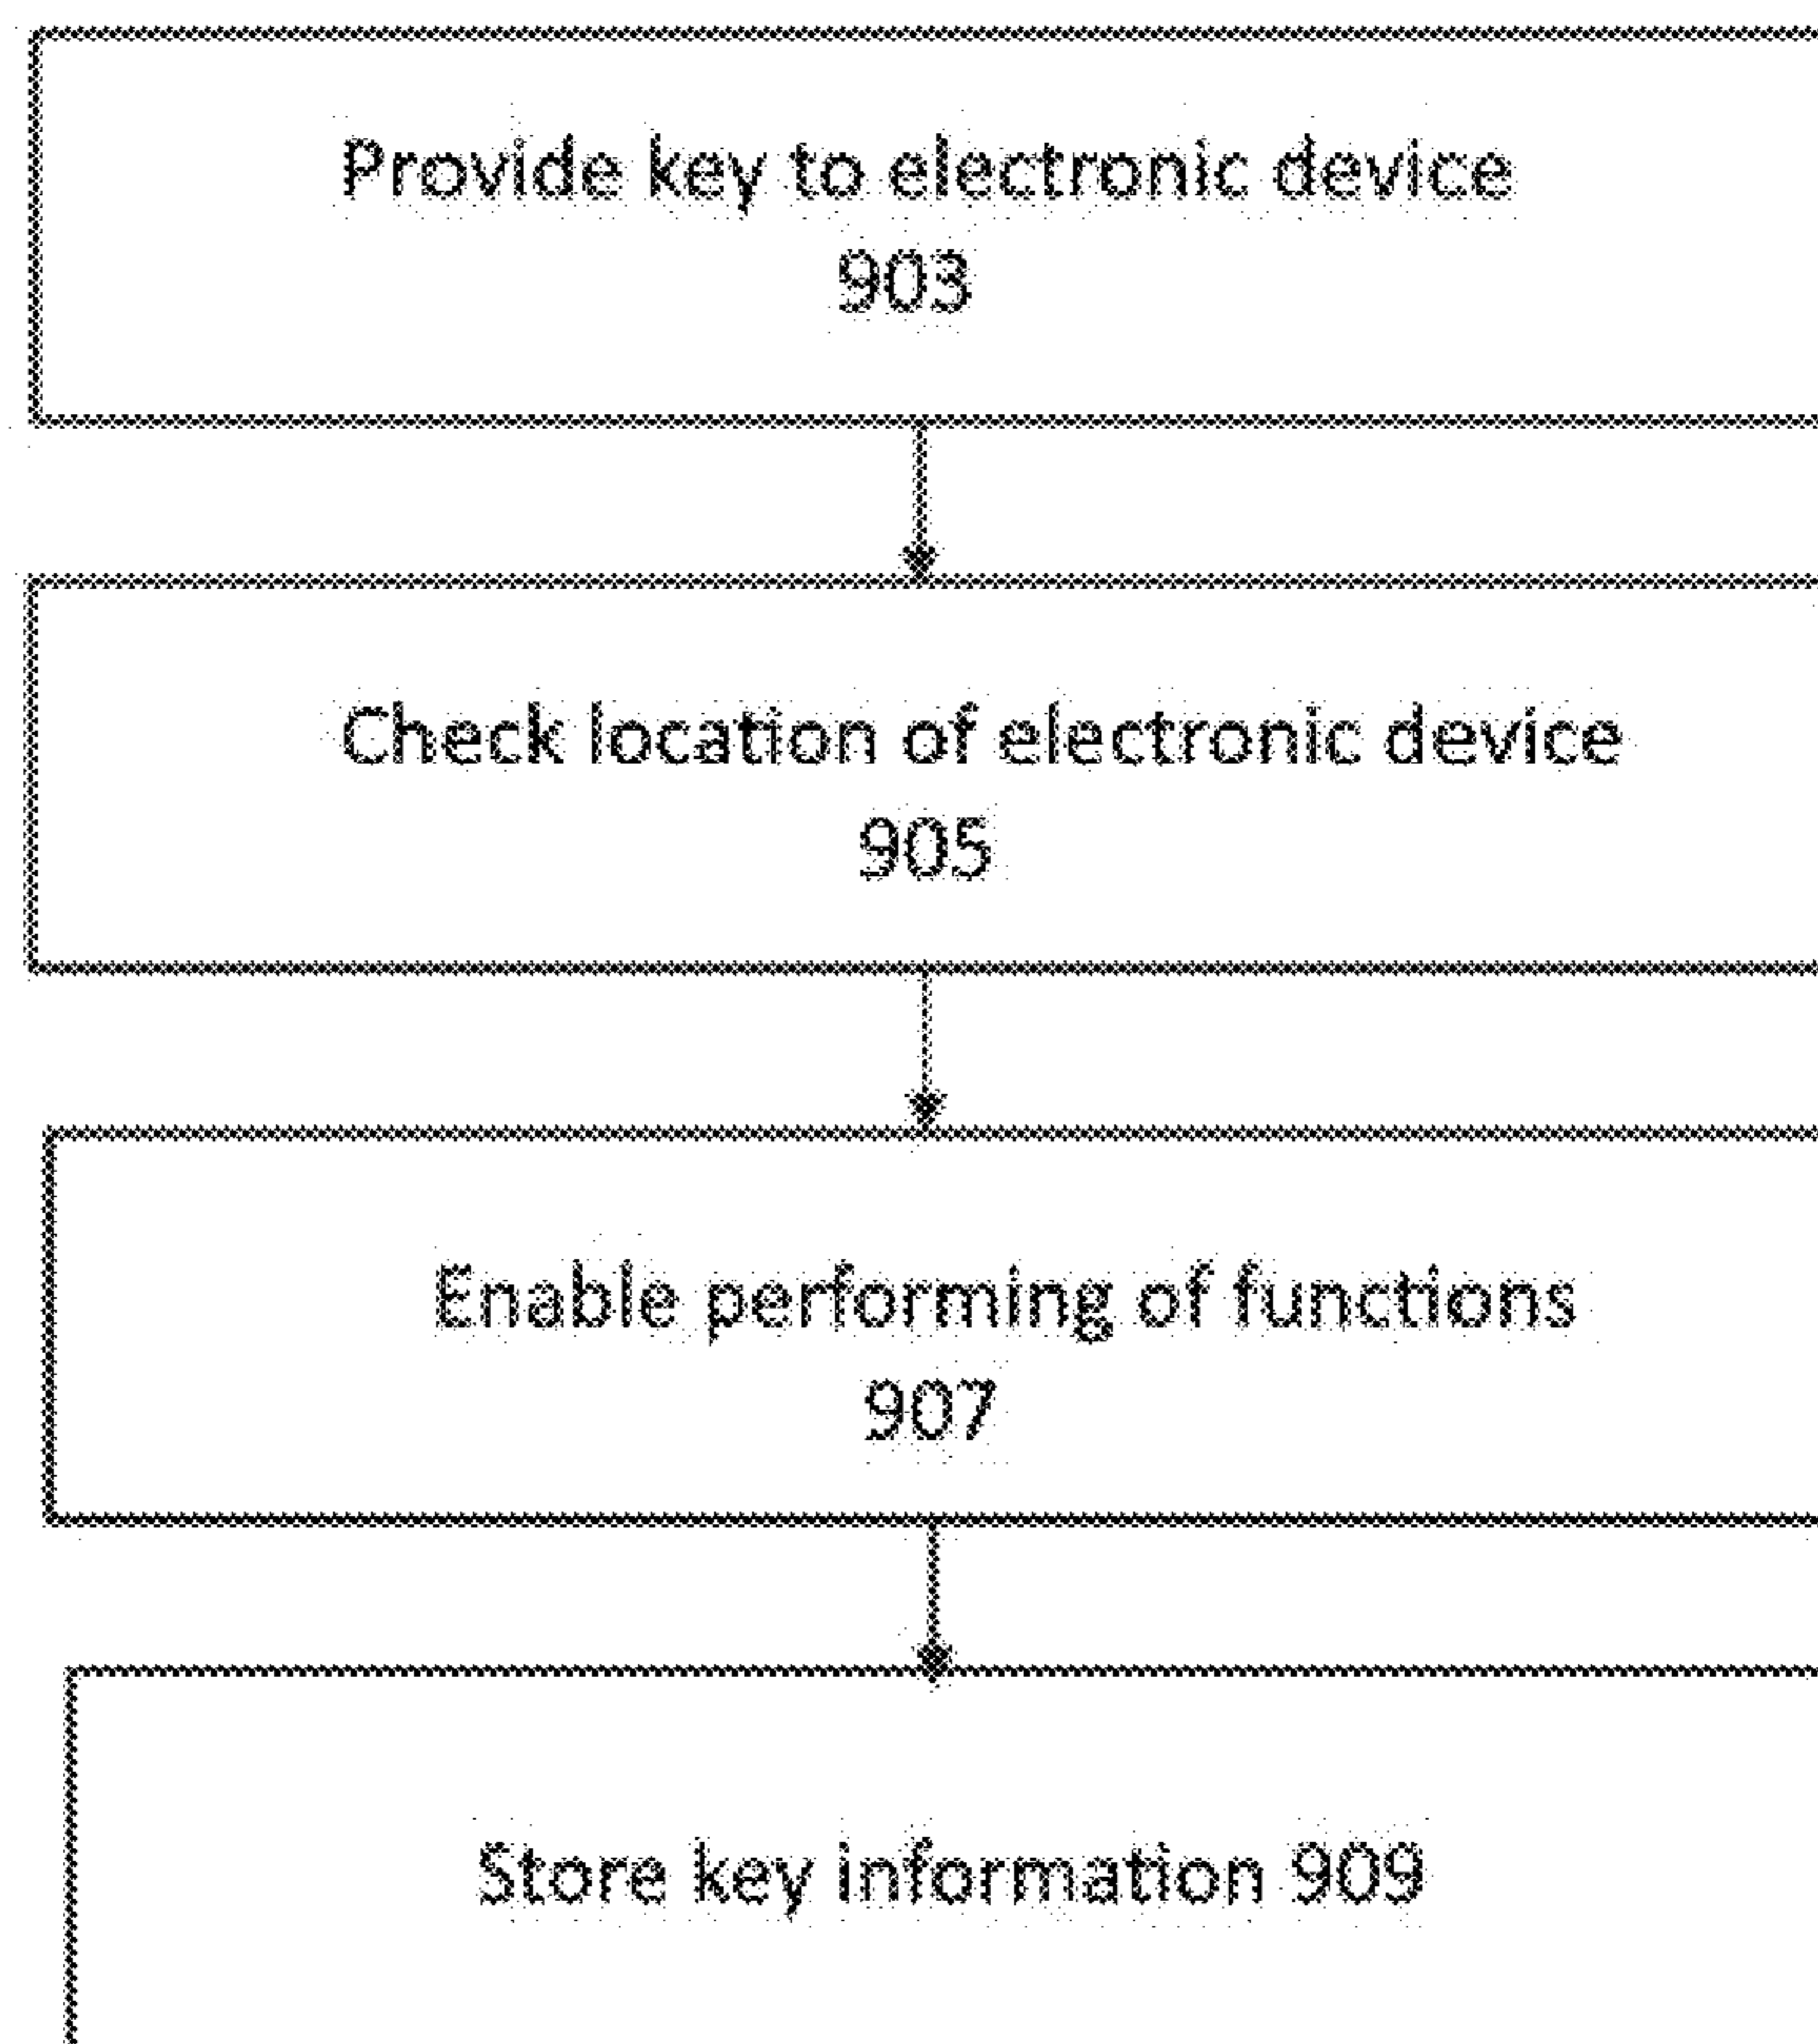 Provide key to electronic device
903
Check location of electronic device
905
Enable performing of functions
907
Store key information 909